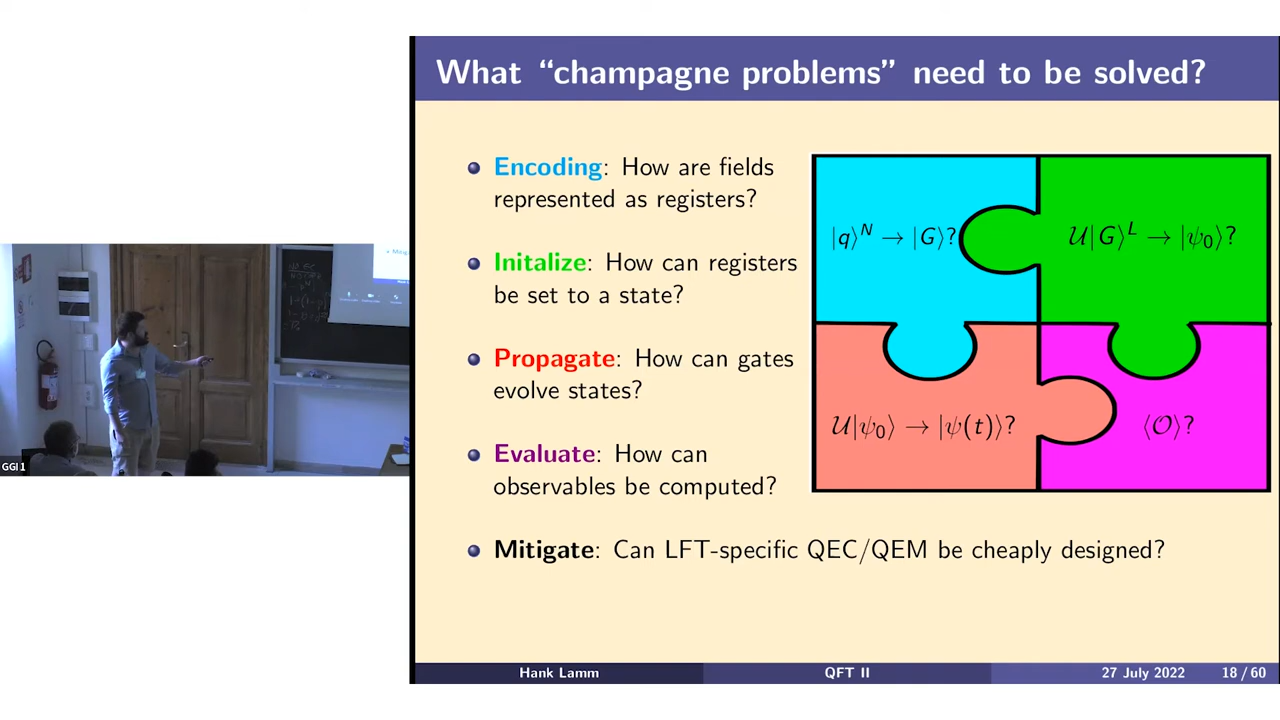 What “champagne problems” need to be solved?
Encoding: How are fields
represented as registers?
Initalize: How can registers
be set to a state?
Propagate: How can gates
evolve states?
Evaluate: How can
observables be computed?
Mitigate: Can LFT-specific QEC/QEM be cheaply designed?
|q⟩^N → |G⟩?
𝒰|G⟩^L → |ψ₀⟩?
𝒰|ψ₀⟩ → |ψ(t)⟩?
⟨𝒪⟩?
GGI1
Hank Lamm
QFT II
27 July 2022
18 / 60